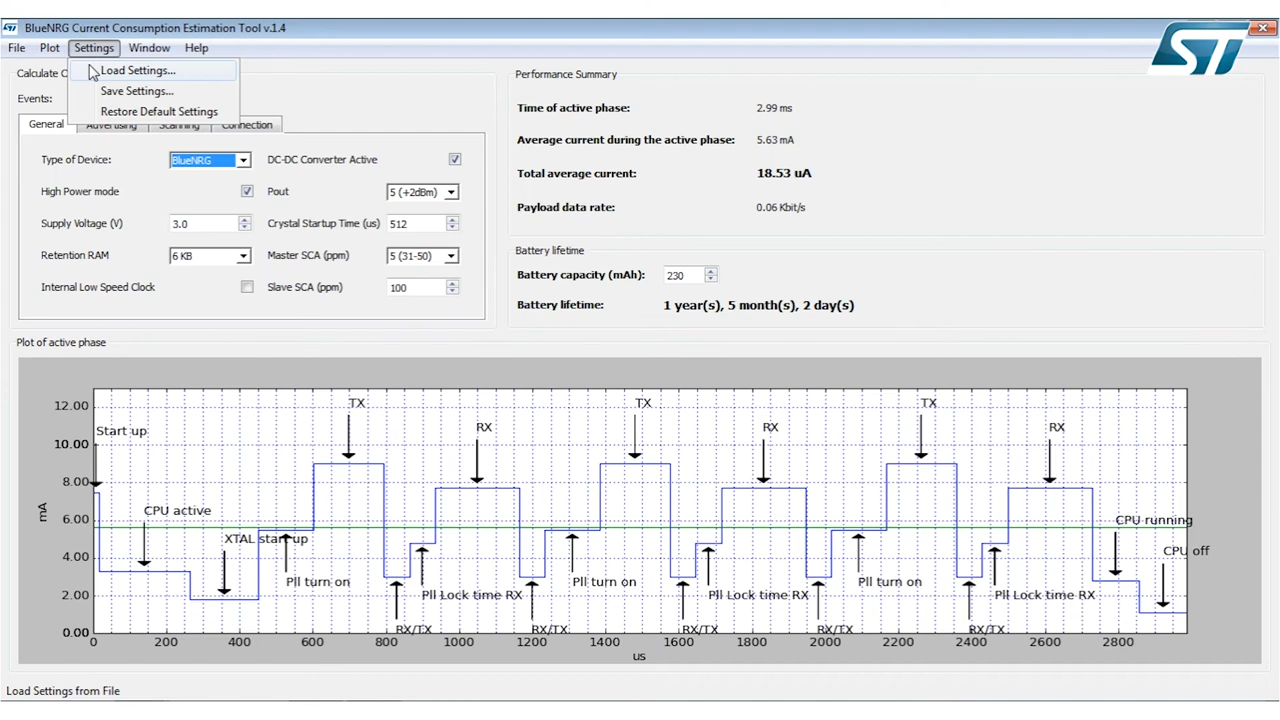 BlueNRG Current Consumption Estimation Tool v.1.4
ST
File Plot Settings Window Help
Load Settings...
Save Settings...
Restore Default Settings
Calculate C
Events:
General Advertising Scanning Connection
Type of Device: BlueNRG DC-DC Converter Active
High Power mode Pout 5 (+2dBm)
Supply Voltage (V) 3.0 Crystal Startup Time (us) 512
Retention RAM 6 KB Master SCA (ppm) 5 (31-50)
Internal Low Speed Clock Slave SCA (ppm) 100
Performance Summary
Time of active phase: 2.99 ms
Average current during the active phase: 5.63 mA
Total average current: 18.53 uA
Payload data rate: 0.06 Kbit/s
Battery lifetime
Battery capacity (mAh): 230
Battery lifetime: 1 year(s), 5 month(s), 2 day(s)
Plot of active phase
12.00 TX TX TX
Start up RX RX RX
10.00
8.00
CPU active
6.00 CPU running
mA
XTAL start up CPU off
4.00
Pll turn on Pll turn on Pll turn on
2.00 Pll Lock time RX Pll Lock time RX Pll Lock time RX
0.00 RX/TX RX/TX RX/TX RX/TX RX/TX
0 200 400 600 800 1000 1200 1400 1600 1800 2000 2200 2400 2600 2800
us
Load Settings from File